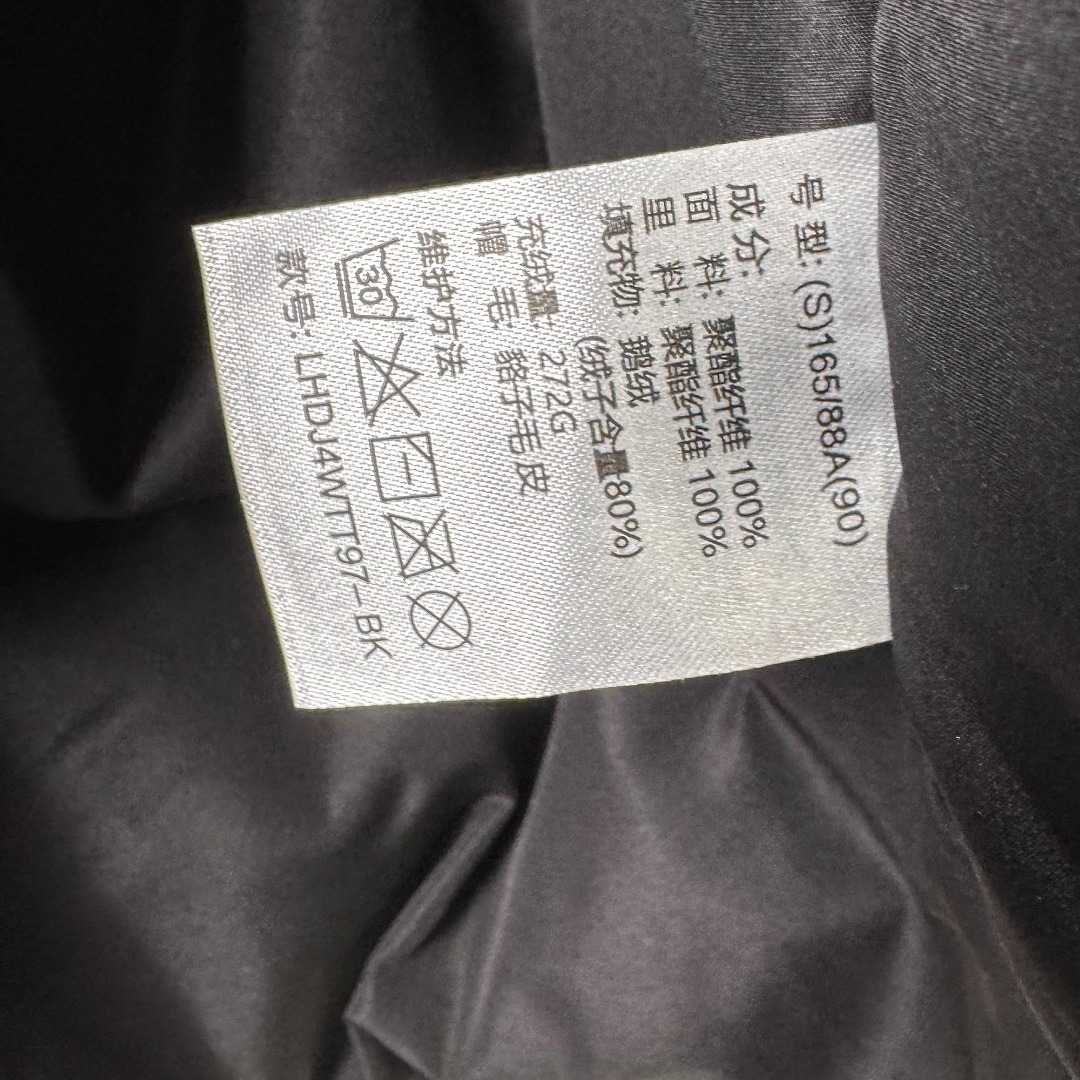 号 型: (S)165/88A(90)
成 分:
面 料: 聚酯纤维 100%
里 料: 聚酯纤维 100%
填充物: 鹅绒
(绒子含量80%)
充绒量: 272G
帽 毛: 貉子毛皮
维护方法
30
款号: LHDJ4WTT97-BK